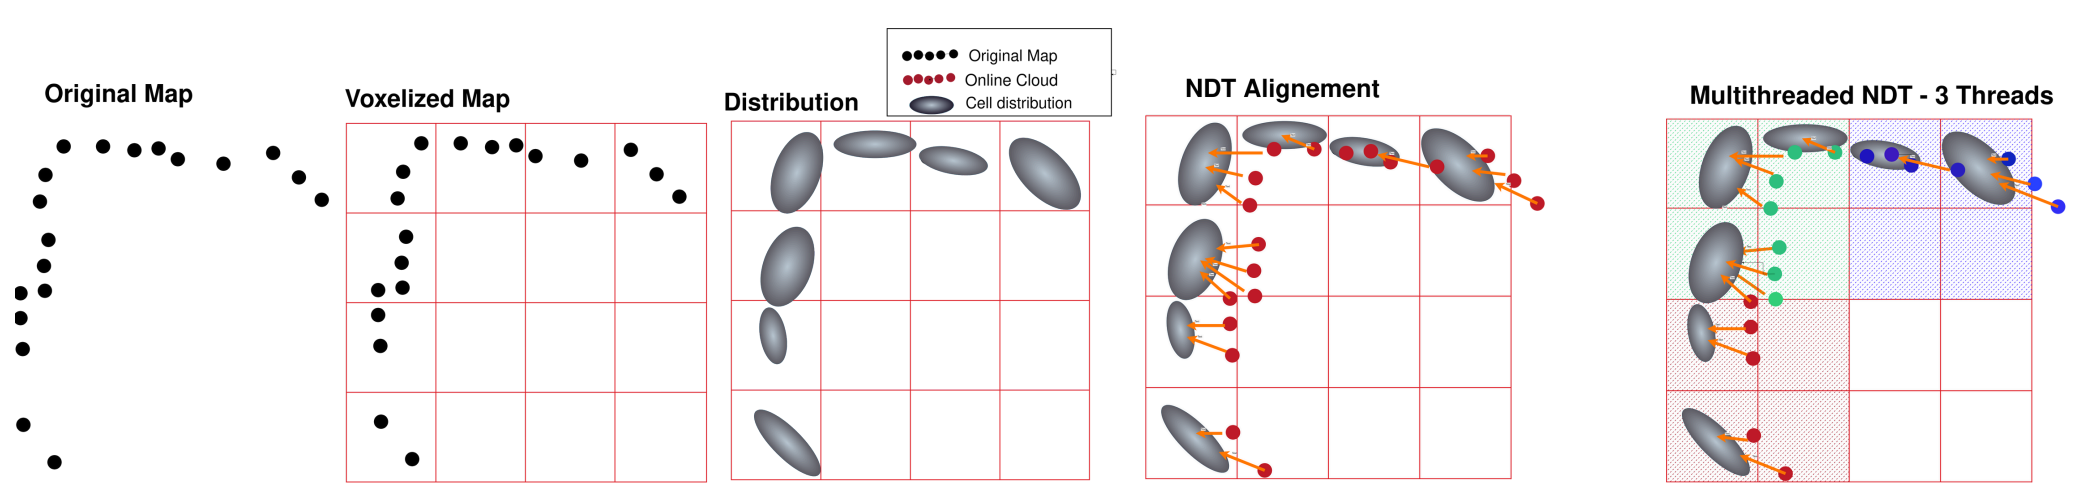 Original Map
Voxelized Map
Distribution
Original Map
Online Cloud
Cell distribution
NDT Alignement
Multithreaded NDT - 3 Threads